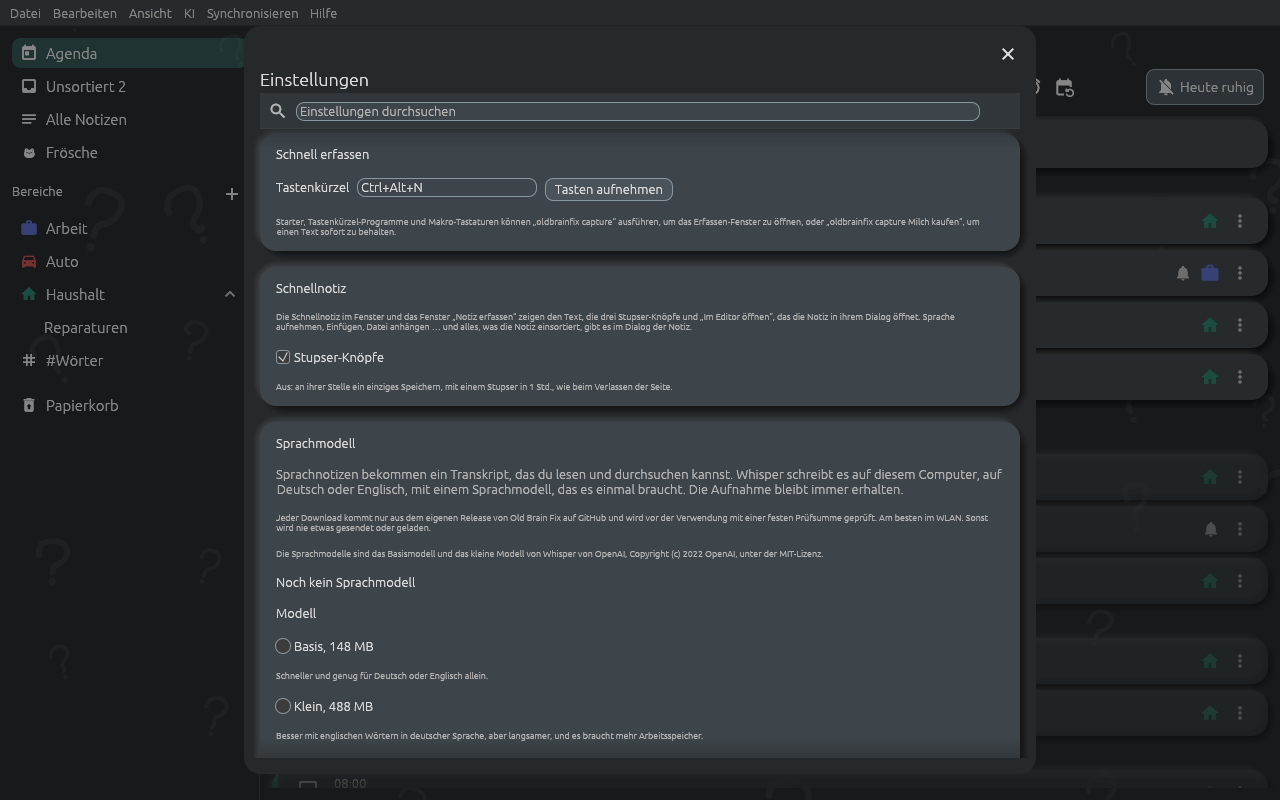 Datei Bearbeiten Ansicht KI Synchronisieren Hilfe
Agenda
Unsortiert 2
Alle Notizen
Frösche
Bereiche
Arbeit
Auto
Haushalt
Reparaturen
#Wörter
Papierkorb
Heute ruhig
Einstellungen
Einstellungen durchsuchen
Schnell erfassen
Tastenkürzel Ctrl+Alt+N Tasten aufnehmen
Starter, Tastenkürzel-Programme und Makro-Tastaturen können „oldbrainfix capture“ ausführen, um das Erfassen-Fenster zu öffnen, oder „oldbrainfix capture Milch kaufen“, um
einen Text sofort zu behalten.
Schnellnotiz
Die Schnellnotiz im Fenster und das Fenster „Notiz erfassen“ zeigen den Text, die drei Stupser-Knöpfe und „Im Editor öffnen“, das die Notiz in ihrem Dialog öffnet. Sprache
aufnehmen, Einfügen, Datei anhängen … und alles, was die Notiz einsortiert, gibt es im Dialog der Notiz.
Stupser-Knöpfe
Aus: an ihrer Stelle ein einziges Speichern, mit einem Stupser in 1 Std., wie beim Verlassen der Seite.
Sprachmodell
Sprachnotizen bekommen ein Transkript, das du lesen und durchsuchen kannst. Whisper schreibt es auf diesem Computer, auf
Deutsch oder Englisch, mit einem Sprachmodell, das es einmal braucht. Die Aufnahme bleibt immer erhalten.
Jeder Download kommt nur aus dem eigenen Release von Old Brain Fix auf GitHub und wird vor der Verwendung mit einer festen Prüfsumme geprüft. Am besten im WLAN. Sonst
wird nie etwas gesendet oder geladen.
Die Sprachmodelle sind das Basismodell und das kleine Modell von Whisper von OpenAI, Copyright (c) 2022 OpenAI, unter der MIT-Lizenz.
Noch kein Sprachmodell
Modell
Basis, 148 MB
Schneller und genug für Deutsch oder Englisch allein.
Klein, 488 MB
Besser mit englischen Wörtern in deutscher Sprache, aber langsamer, und es braucht mehr Arbeitsspeicher.
08:00